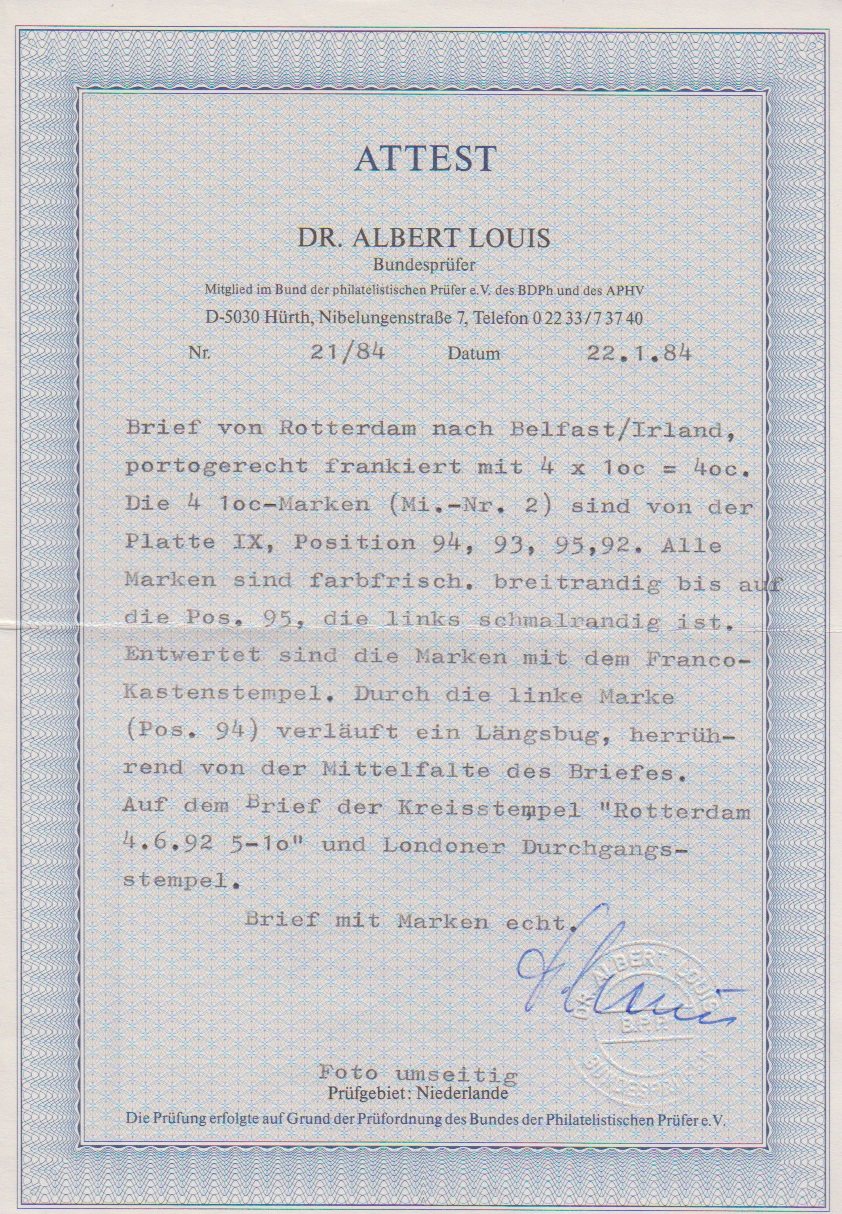 ATTEST
DR. ALBERT LOUIS
Bundesprüfer
Mitglied im Bund der philatelistischen Prüfer e.V. des BDPh und des APHV
D-5030 Hürth, Nibelungenstraße 7, Telefon 0 22 33/7 37 40
Nr. 21/84 Datum 22.1.84
Brief von Rotterdam nach Belfast/Irland,
portogerecht frankiert mit 4 x 1oc = 4oc.
Die 4 1oc-Marken (Mi.-Nr. 2) sind von der
Platte IX, Position 94, 93, 95,92. Alle
Marken sind farbfrisch. breitrandig bis auf
die Pos. 95, die links schmalrandig ist.
Entwertet sind die Marken mit dem Franco-
Kastenstempel. Durch die linke Marke
(Pos. 94) verläuft ein Längsbug, herrüh-
rend von der Mittelfalte des Briefes.
Auf dem Brief der Kreisstempel "Rotterdam
4.6.92 5-1o" und Londoner Durchgangs-
stempel.
Brief mit Marken echt.
DR. ALBERT LOUIS
B.P.P.
BUNDESPRÜFER
Foto umseitig
Prüfgebiet: Niederlande
Die Prüfung erfolgte auf Grund der Prüfordnung des Bundes der Philatelistischen Prüfer e.V.